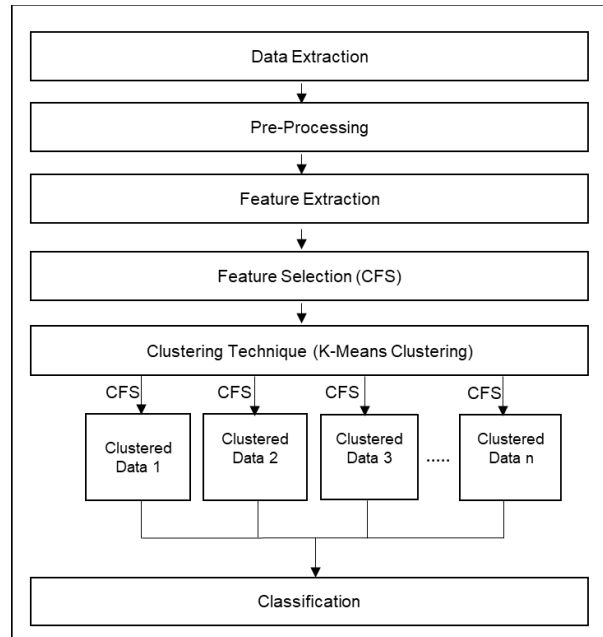 Data Extraction
Pre-Processing
Feature Extraction
Feature Selection (CFS)
Clustering Technique (K-Means Clustering)
CFS CFS CFS CFS
Clustered
Data 1
Clustered
Data 2
Clustered
Data 3
.....
Clustered
Data n
Classification